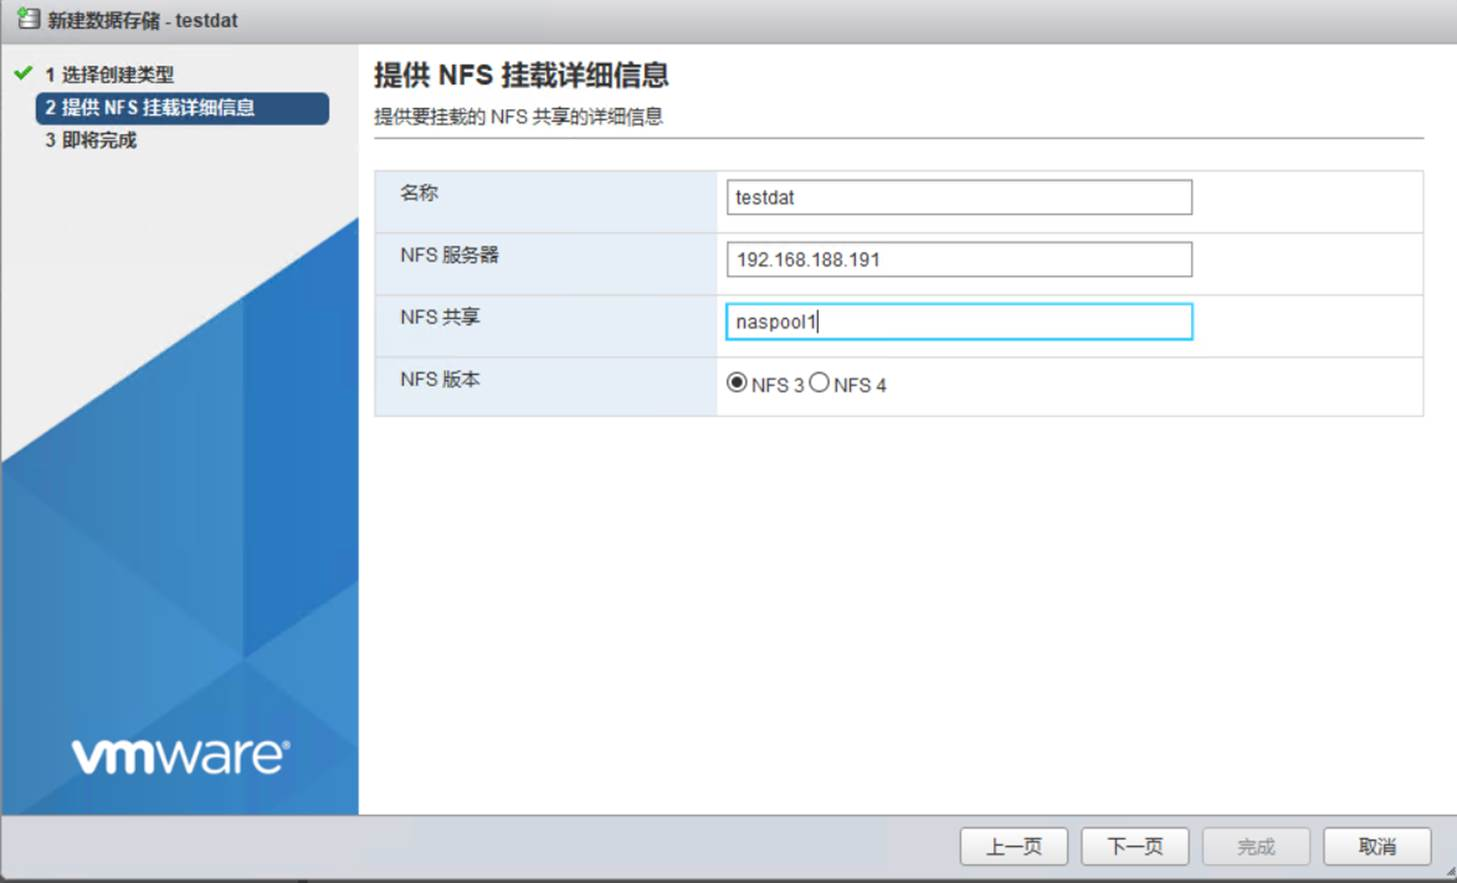 新建数据存储 - testdat
1 选择创建类型
2 提供 NFS 挂载详细信息
3 即将完成
提供 NFS 挂载详细信息
提供要挂载的 NFS 共享的详细信息
名称
testdat
NFS 服务器
192.168.188.191
NFS 共享
naspool1
NFS 版本
NFS 3 NFS 4
vmware®
上一页 下一页 完成 取消